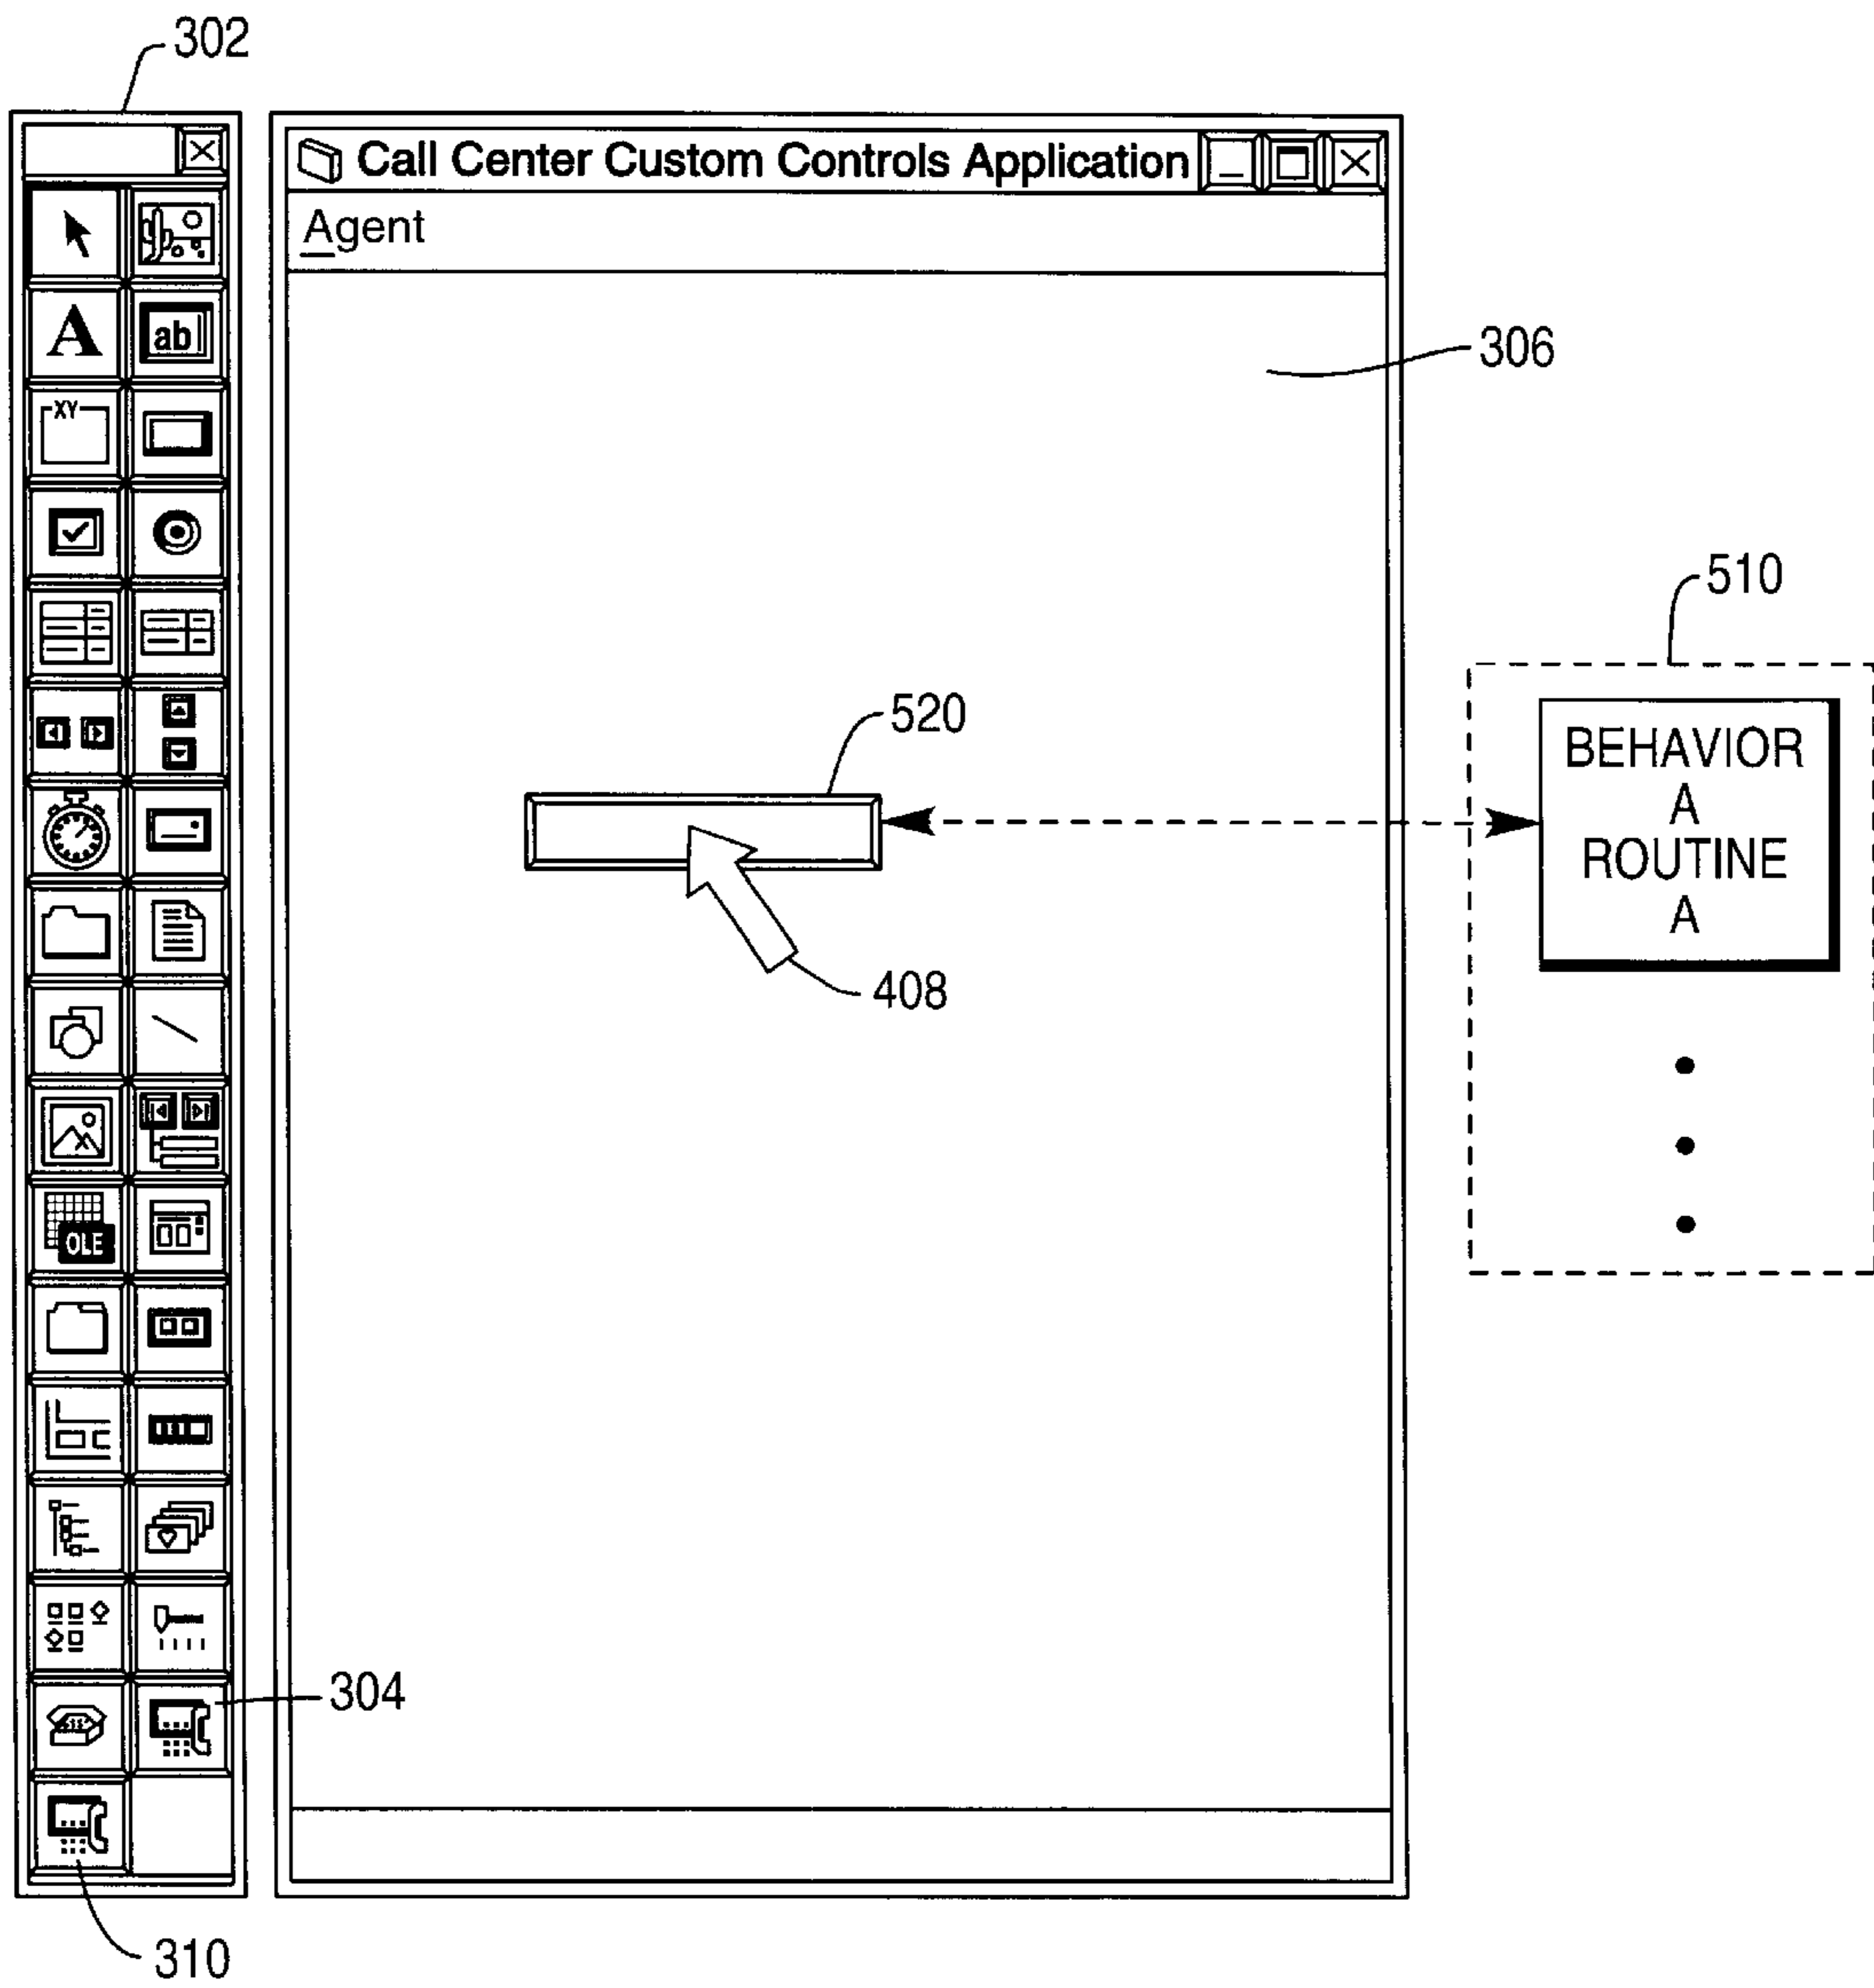 302
Call Center Custom Controls Application
Agent
A
ab
XY
306
510
520
BEHAVIOR
A
ROUTINE
A
408
OLE
304
310